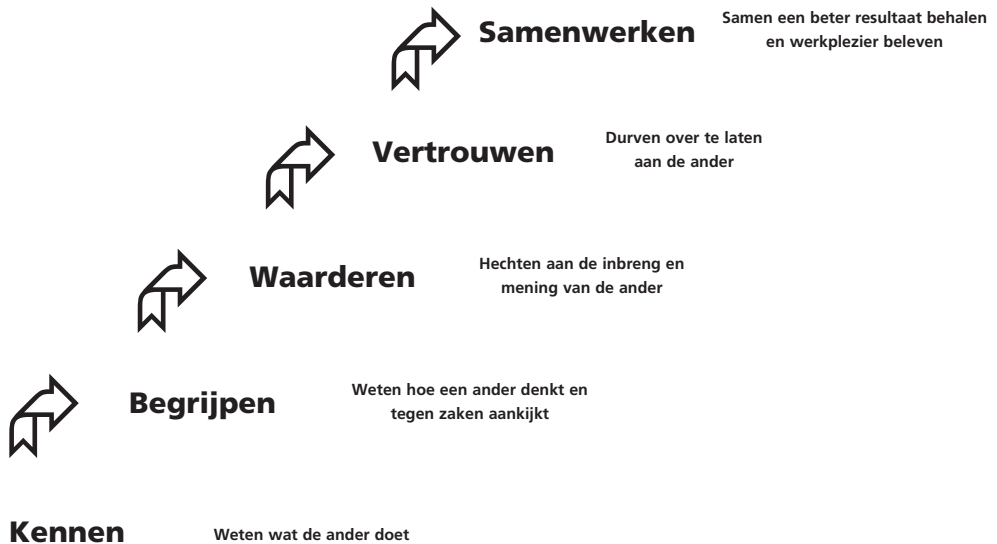 Samenwerken
Samen een beter resultaat behalen
en werkplezier beleven
Vertrouwen
Durven over te laten
aan de ander
Waarderen
Hechten aan de inbreng en
mening van de ander
Begrijpen
Weten hoe een ander denkt en
tegen zaken aankijkt
Kennen
Weten wat de ander doet